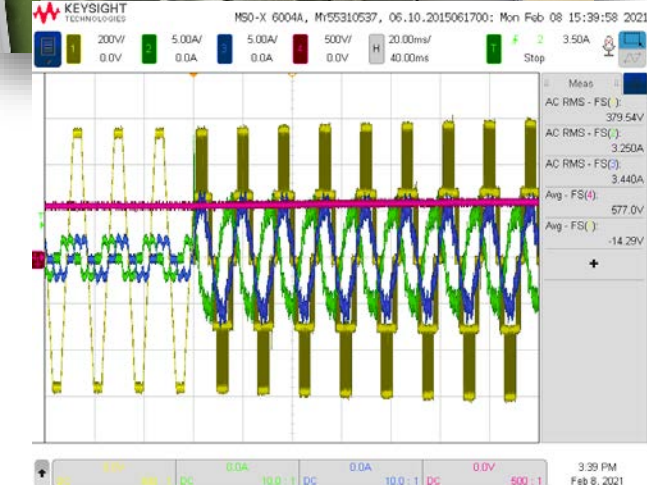 KEYSIGHT
TECHNOLOGIES
MSO-X 6004A, MY55310537, 06.10.2015061700: Mon Feb 08 15:39:58 2021
1 200V/ 2 5.00A/ 3 5.00A/ 4 500V/ H 20.00ms/ T 2 3.50A
0.0V 0.0A 0.0A 0.0V 40.00ms Stop
Meas
AC RMS - FS( ):
379.54V
AC RMS - FS(2):
3.250A
AC RMS - FS(3):
3.440A
Avg - FS(4):
577.0V
Avg - FS( ):
-14.29V
+
0.0A 0.0A 0.0V
DC 10.0 : 1 DC 10.0 : 1 DC 500 : 1
3:39 PM
Feb 8, 2021